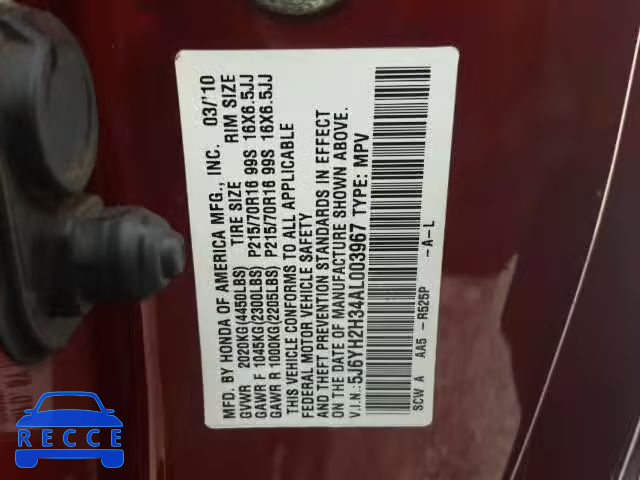 MFD. BY HONDA OF AMERICA MFG., INC. 03/'10
GVWR 2020KG(4450LBS) TIRE SIZE RIM SIZE
GAWR F 1045KG(2300LBS) P215/70R16 99S 16X6.5JJ
GAWR R 1000KG(2205LBS) P215/70R16 99S 16X6.5JJ
THIS VEHICLE CONFORMS TO ALL APPLICABLE
FEDERAL MOTOR VEHICLE SAFETY
AND THEFT PREVENTION STANDARDS IN EFFECT
ON THE DATE OF MANUFACTURE SHOWN ABOVE.
V.I.N.: 5J6YH2H34AL003967 TYPE: MPV
SCW A AA5 - R525P - A - L
RECCE